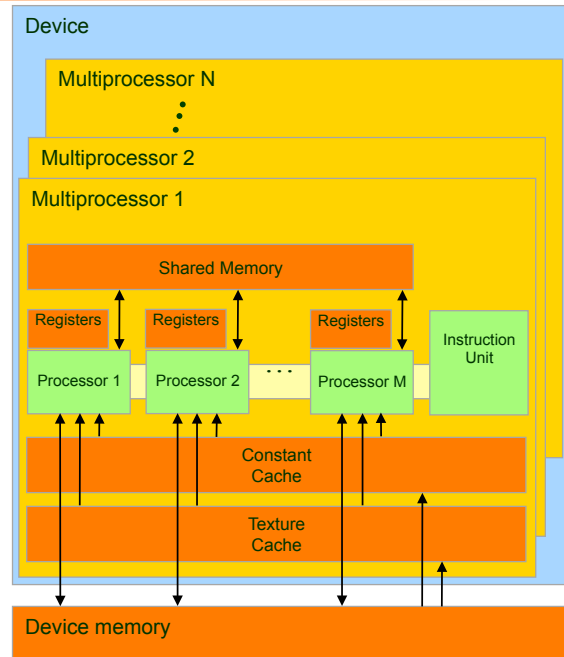 Device
Multiprocessor N
Multiprocessor 2
Multiprocessor 1
Shared Memory
Registers
Registers
Registers
Instruction
Unit
Processor 1
Processor 2
...
Processor M
Constant
Cache
Texture
Cache
Device memory